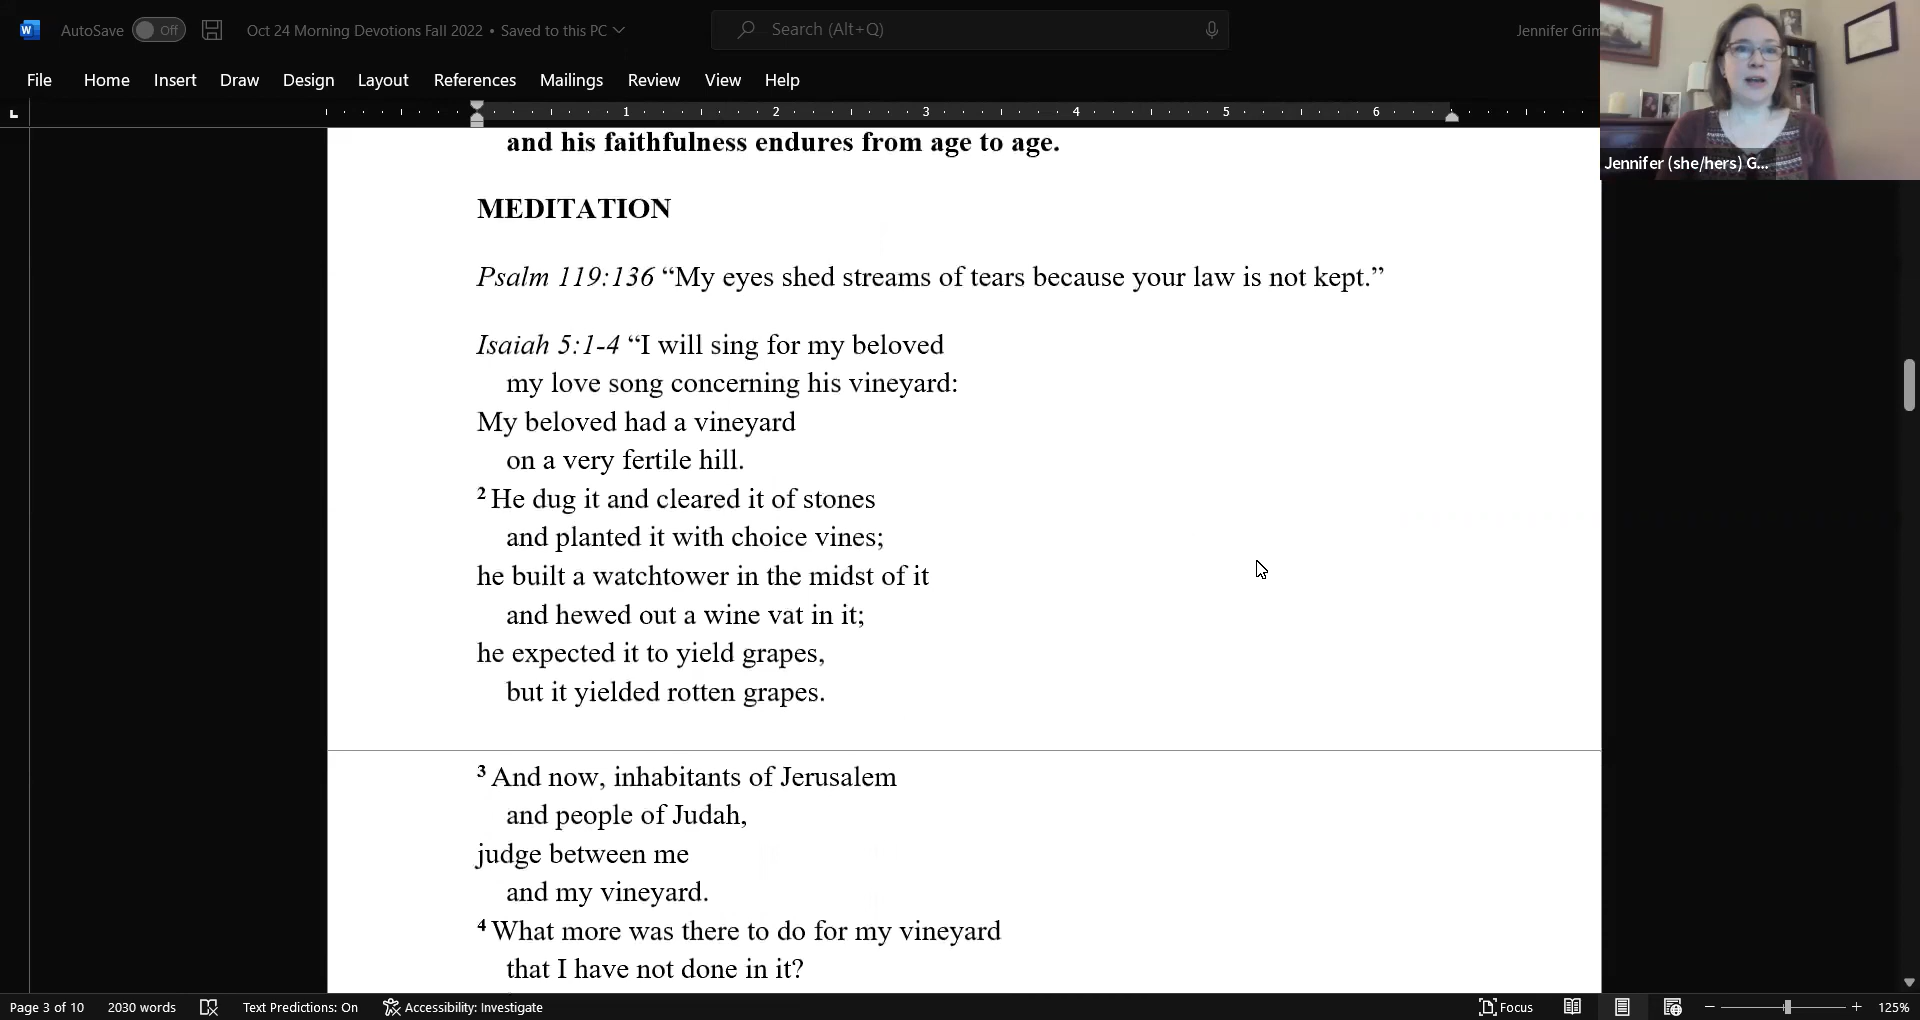 AutoSave Off Oct 24 Morning Devotions Fall 2022 • Saved to this PC Search (Alt+Q) Jennifer Grim
File Home Insert Draw Design Layout References Mailings Review View Help
1 2 3 4 5 6
Jennifer (she/hers) G...
and his faithfulness endures from age to age.
MEDITATION
Psalm 119:136 “My eyes shed streams of tears because your law is not kept.”
Isaiah 5:1-4 “I will sing for my beloved
my love song concerning his vineyard:
My beloved had a vineyard
on a very fertile hill.
2 He dug it and cleared it of stones
and planted it with choice vines;
he built a watchtower in the midst of it
and hewed out a wine vat in it;
he expected it to yield grapes,
but it yielded rotten grapes.
3 And now, inhabitants of Jerusalem
and people of Judah,
judge between me
and my vineyard.
4 What more was there to do for my vineyard
that I have not done in it?
Page 3 of 10 2030 words Text Predictions: On Accessibility: Investigate Focus 125%